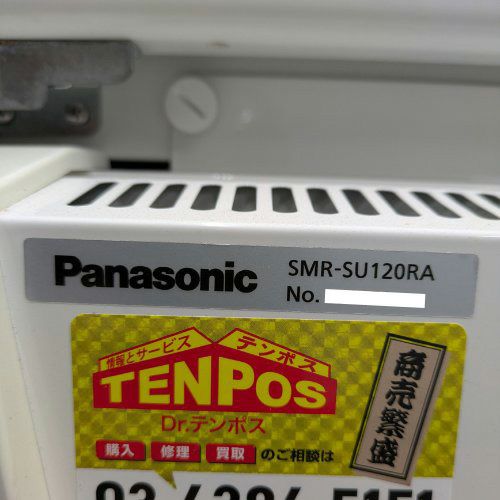 Panasonic SMR-SU120RA
No.
情報とサービス テンポス
TENPOS
Dr.テンポス
商売繁盛
購入 修理 買取 のご相談は